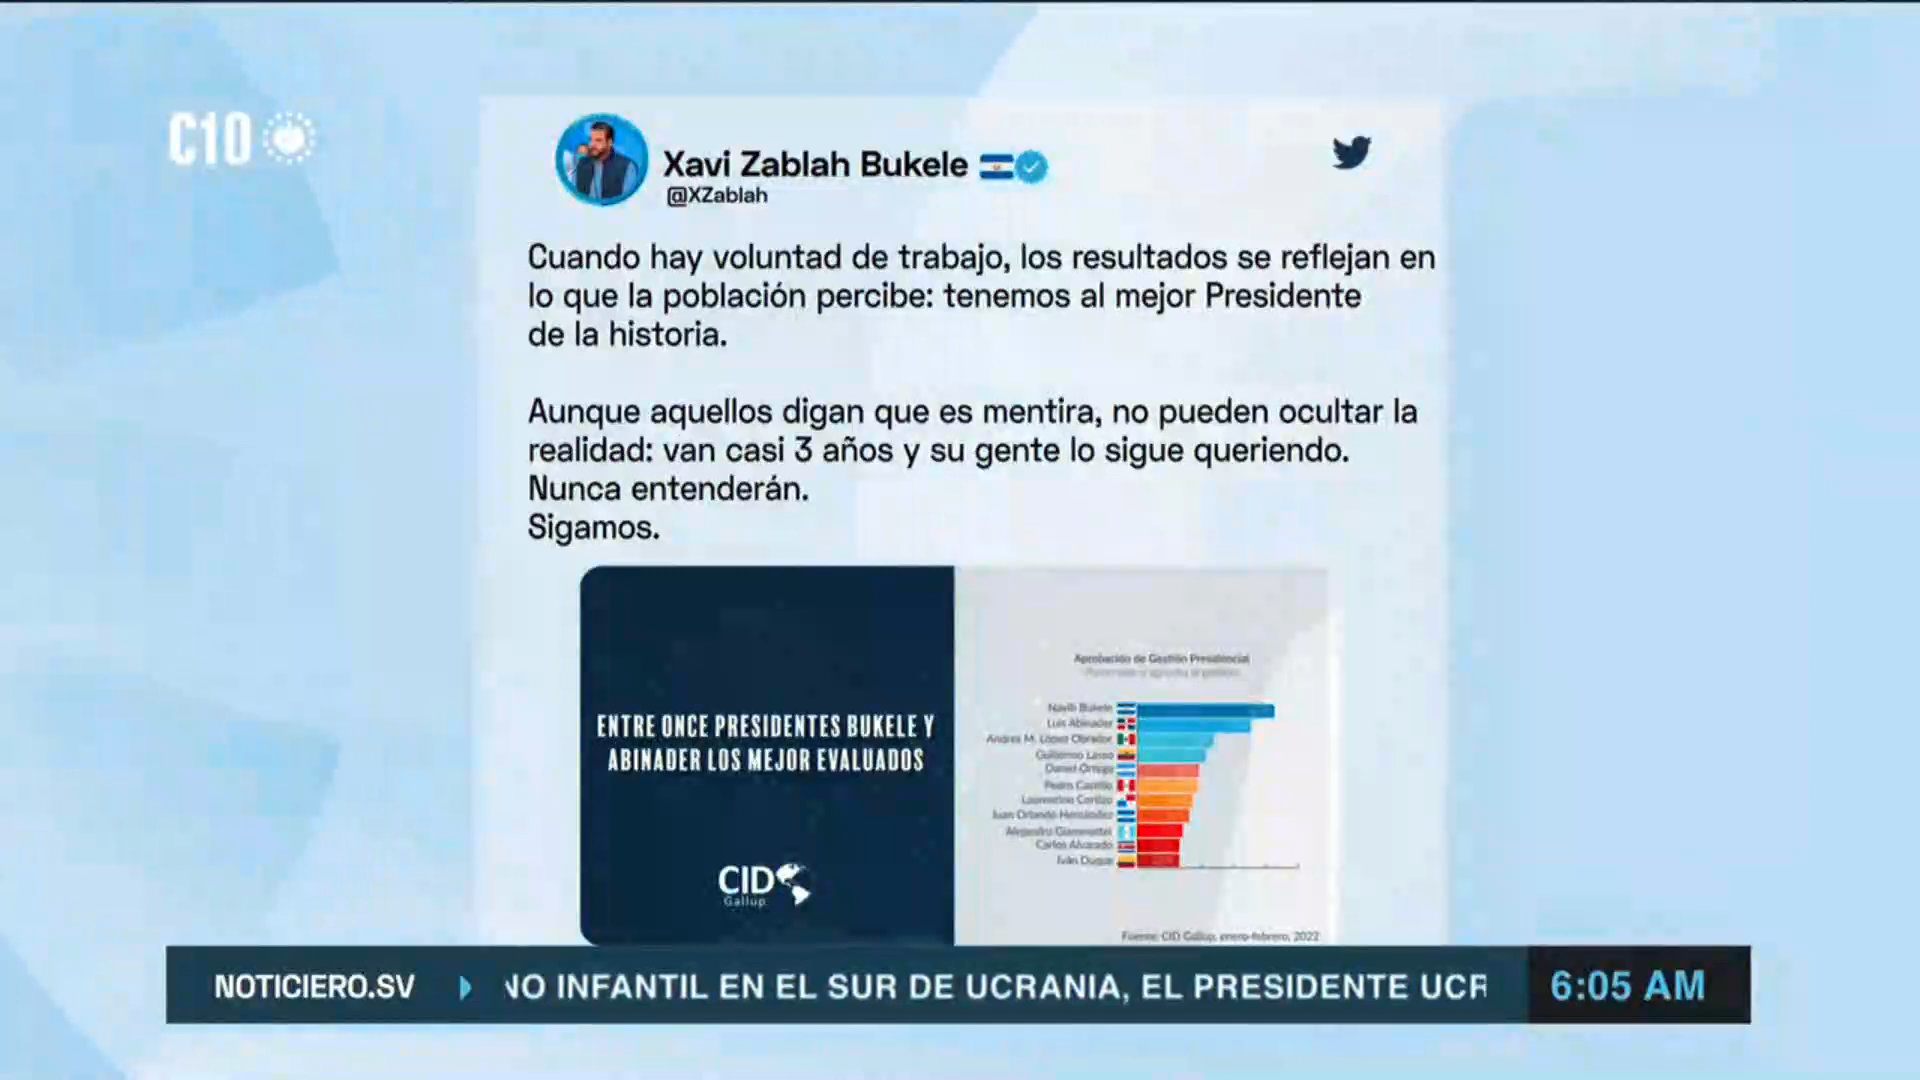 C10
Xavi Zablah Bukele
@XZablah
Cuando hay voluntad de trabajo, los resultados se reflejan en
lo que la población percibe: tenemos al mejor Presidente
de la historia.
Aunque aquellos digan que es mentira, no pueden ocultar la
realidad: van casi 3 años y su gente lo sigue queriendo.
Nunca entenderán.
Sigamos.
ENTRE ONCE PRESIDENTES BUKELE Y
ABINADER LOS MEJOR EVALUADOS
CID
Gallup
Aprobación de Gestión Presidencial
Nayib Bukele
Luis Abinader
Andres M. López Obrador
Guillermo Lasso
Daniel Ortega
Pedro Castillo
Laurentino Cortizo
Juan Orlando Hernández
Alejandro Giammattei
Carlos Alvarado
Iván Duque
Fuente: CID Gallup, enero-febrero, 2022
NOTICIERO.SV
NO INFANTIL EN EL SUR DE UCRANIA, EL PRESIDENTE UCR
6:05 AM